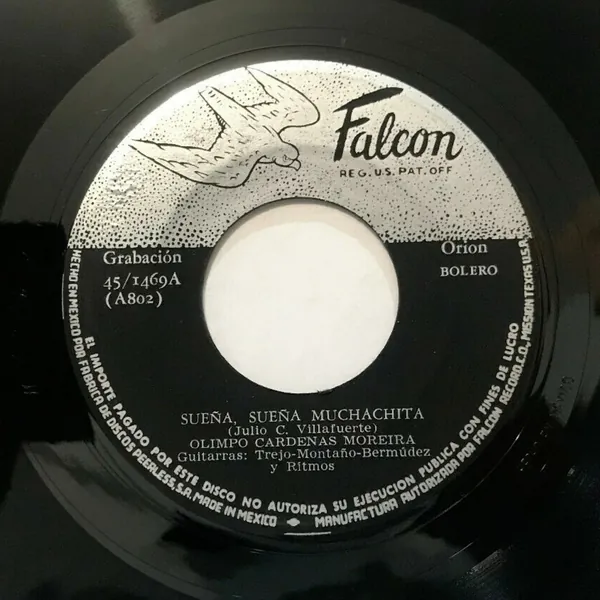 Falcon
REG. U.S. PAT. OFF
Grabación
45/1469A
(A802)
Orion
BOLERO
SUEÑA, SUEÑA MUCHACHITA
(Julio C. Villafuerte)
OLIMPO CARDENAS MOREIRA
Guitarras: Trejo-Montaño-Bermúdez
y Ritmos
EL IMPORTE PAGADO POR ESTE DISCO NO AUTORIZA SU EJECUCION PUBLICA CON FINES DE LUCRO
HECHO EN MEXICO POR FABRICA DE DISCOS PEERLESS, S.A. MADE IN MEXICO ◆ MANUFACTURA AUTORIZADA POR FALCON RECORD.CO., MISSION TEXAS U.S.A.